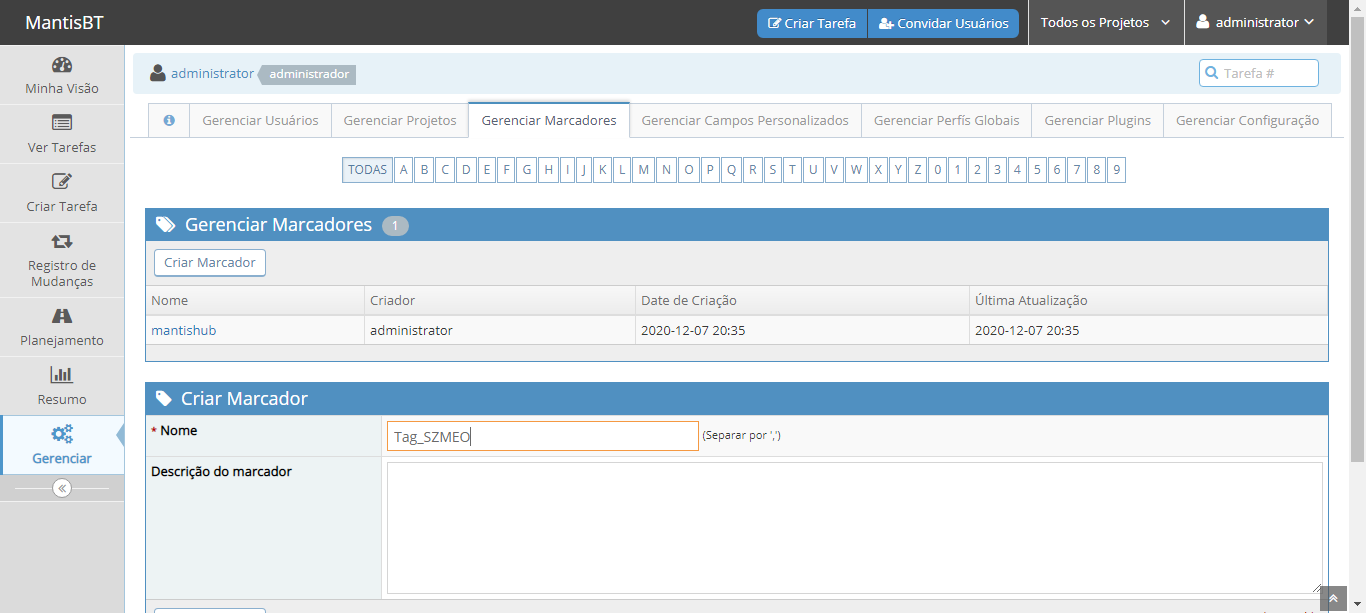 MantisBT
Criar Tarefa
Convidar Usuários
Todos os Projetos
administrator
Minha Visão
Ver Tarefas
Criar Tarefa
Registro de
Mudanças
Planejamento
Resumo
Gerenciar
administrator administrador
Tarefa #
Gerenciar Usuários
Gerenciar Projetos
Gerenciar Marcadores
Gerenciar Campos Personalizados
Gerenciar Perfís Globais
Gerenciar Plugins
Gerenciar Configuração
TODAS A B C D E F G H I J K L M N O P Q R S T U V W X Y Z 0 1 2 3 4 5 6 7 8 9
Gerenciar Marcadores 1
Criar Marcador
Nome Criador Date de Criação Última Atualização
mantishub administrator 2020-12-07 20:35 2020-12-07 20:35
Criar Marcador
* Nome Tag_SZMEO (Separar por ',')
Descrição do marcador